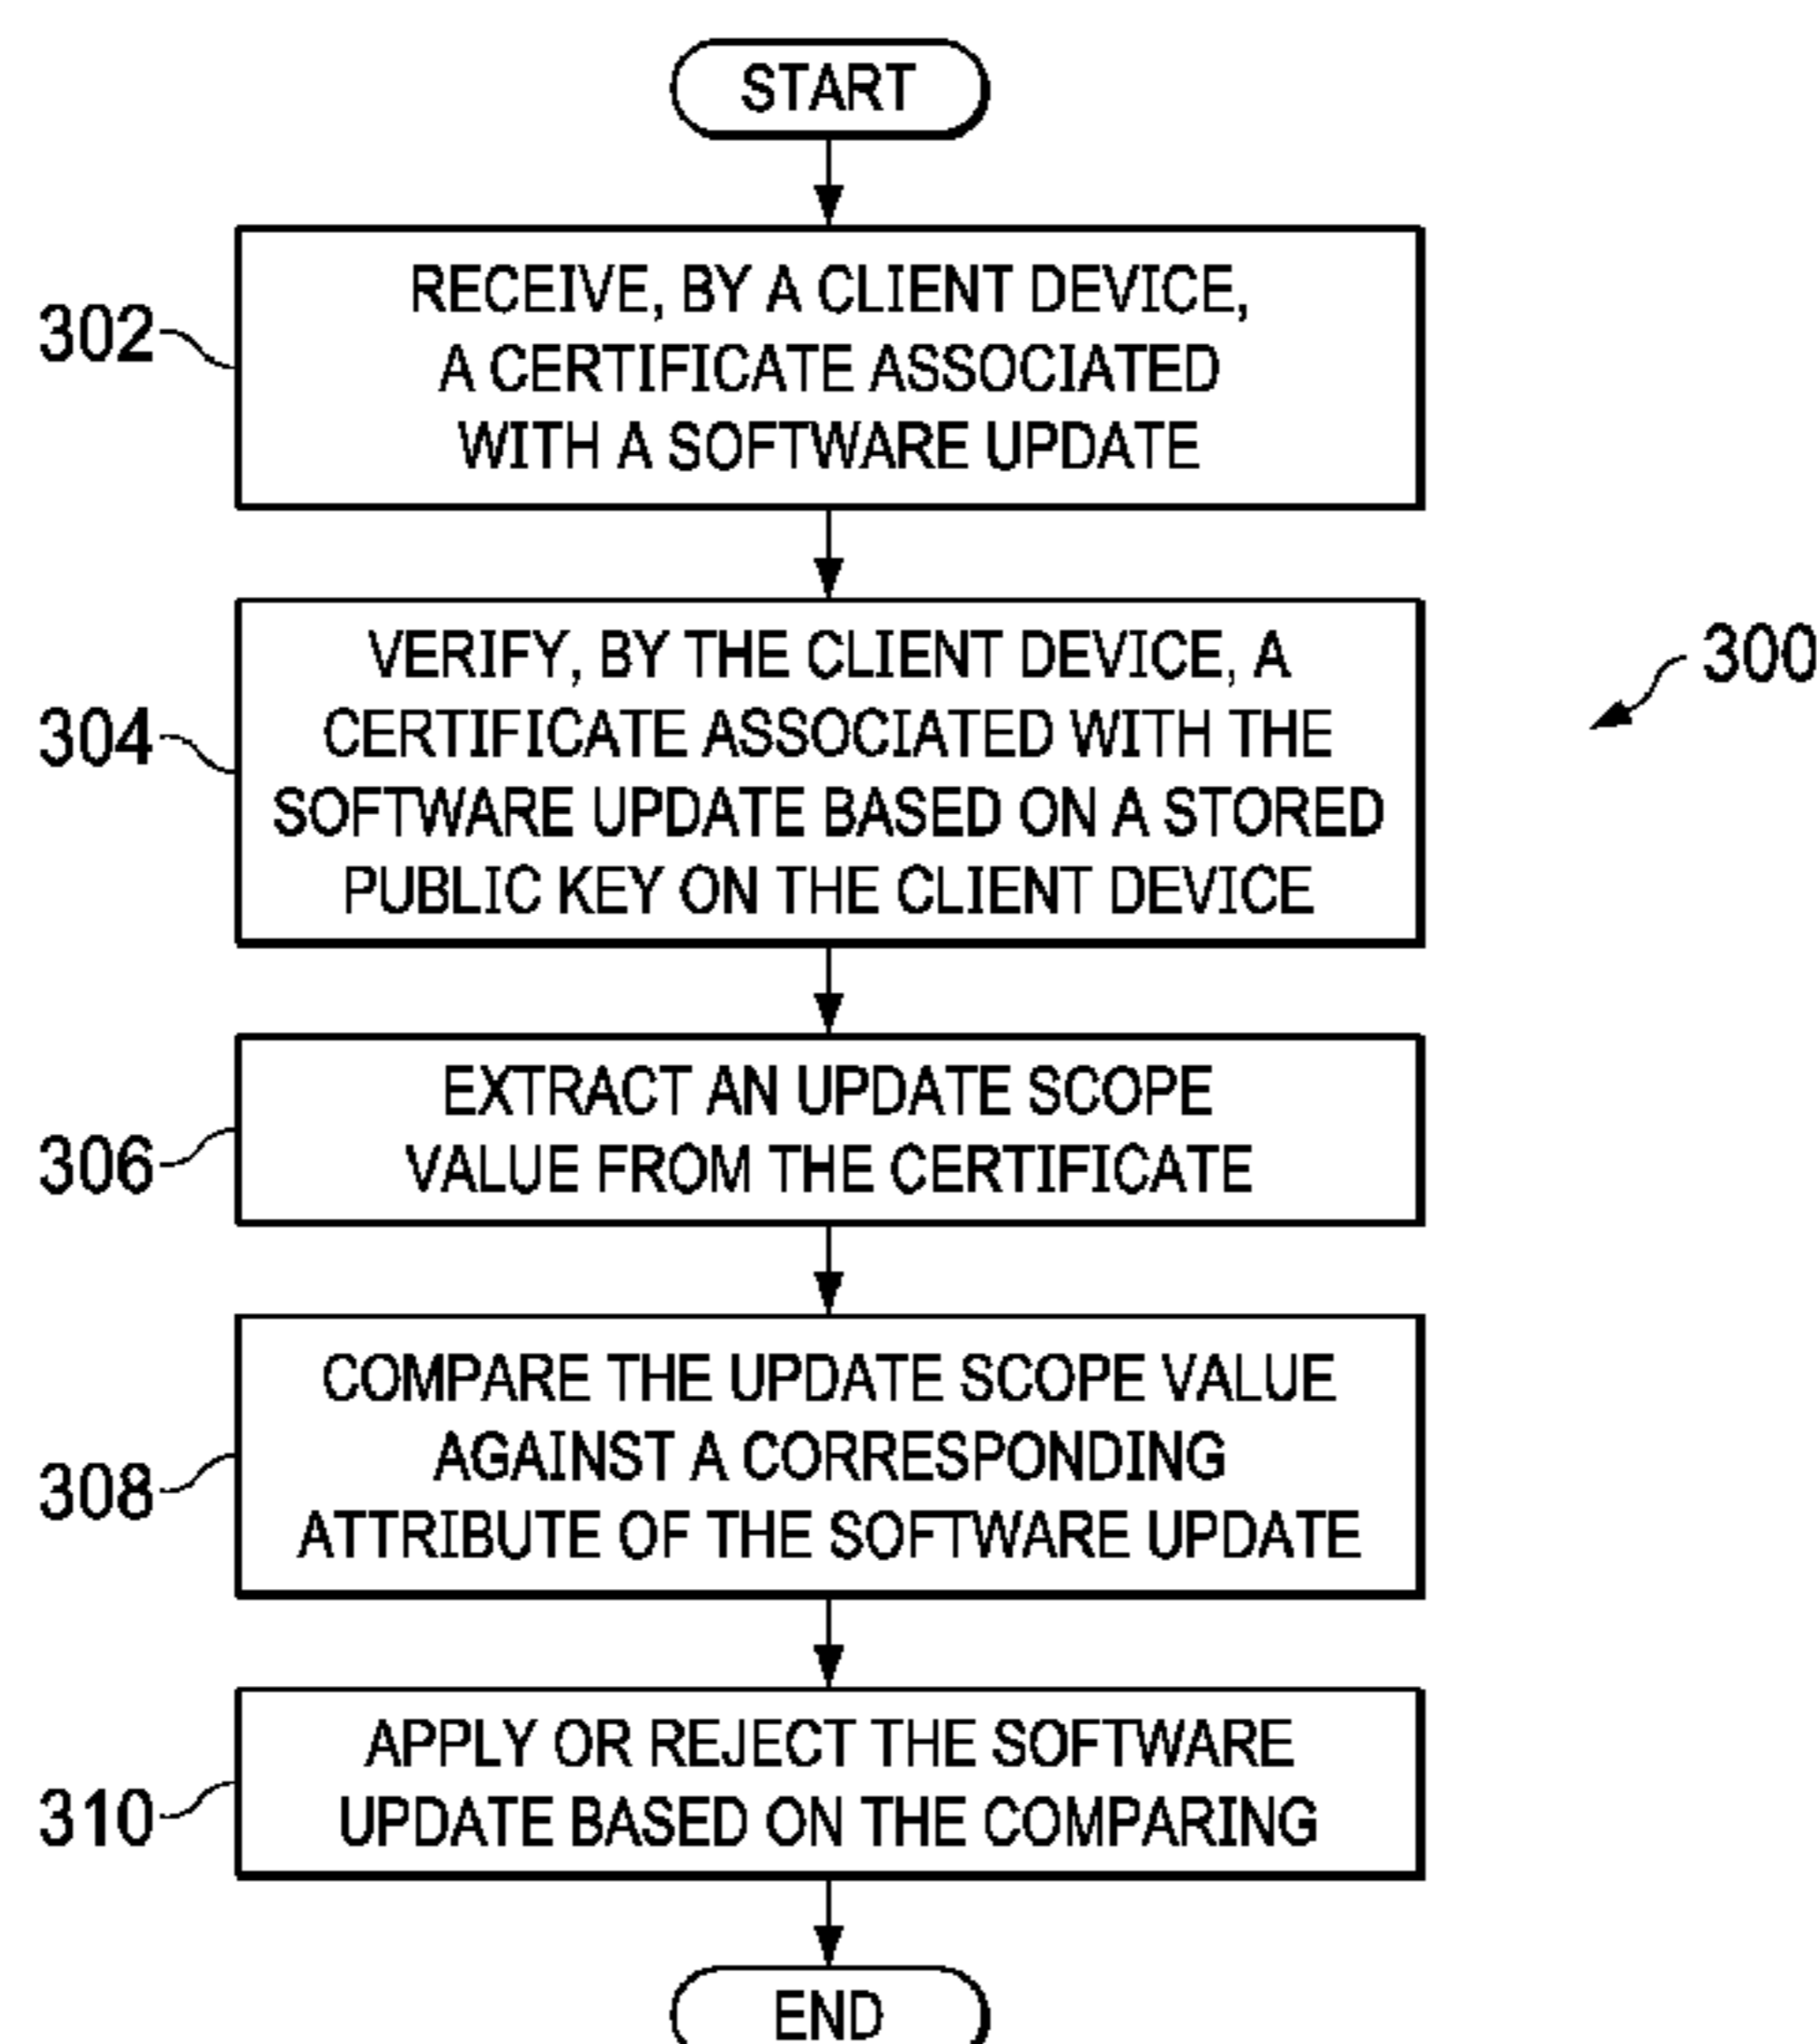 START
302
RECEIVE, BY A CLIENT DEVICE,
A CERTIFICATE ASSOCIATED
WITH A SOFTWARE UPDATE
304
VERIFY, BY THE CLIENT DEVICE, A
CERTIFICATE ASSOCIATED WITH THE
SOFTWARE UPDATE BASED ON A STORED
PUBLIC KEY ON THE CLIENT DEVICE
300
306
EXTRACT AN UPDATE SCOPE
VALUE FROM THE CERTIFICATE
308
COMPARE THE UPDATE SCOPE VALUE
AGAINST A CORRESPONDING
ATTRIBUTE OF THE SOFTWARE UPDATE
310
APPLY OR REJECT THE SOFTWARE
UPDATE BASED ON THE COMPARING
END